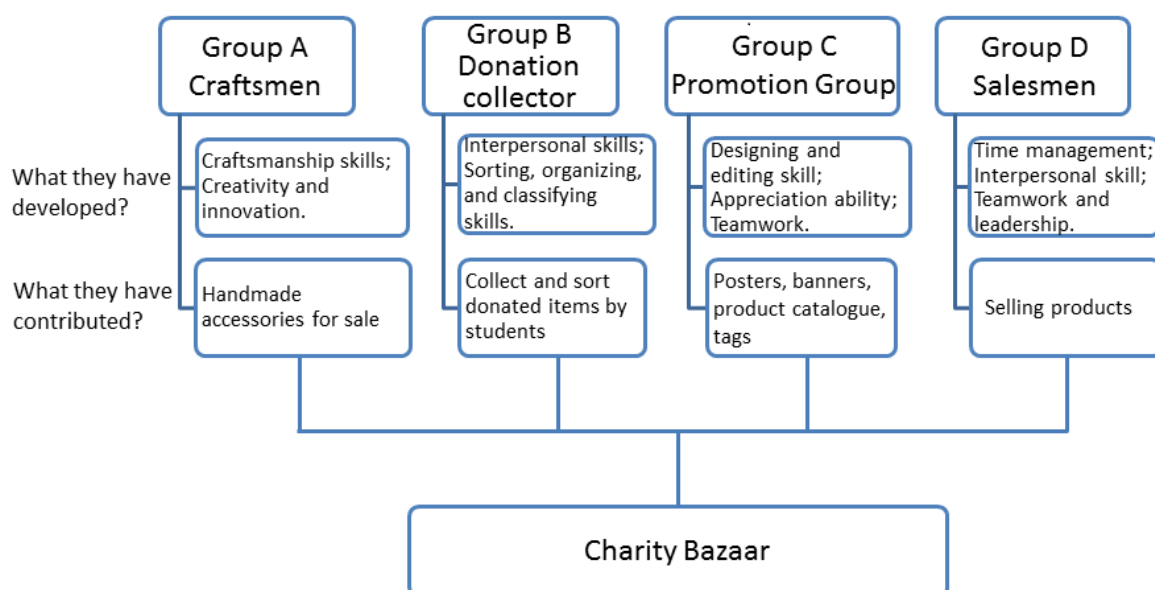 Group A
Craftsmen
Group B
Donation
collector
Group C
Promotion Group
Group D
Salesmen
What they have
developed?
Craftsmanship skills;
Creativity and
innovation.
Interpersonal skills;
Sorting, organizing,
and classifying
skills.
Designing and
editing skill;
Appreciation ability;
Teamwork.
Time management;
Interpersonal skill;
Teamwork and
leadership.
What they have
contributed?
Handmade
accessories for sale
Collect and sort
donated items by
students
Posters, banners,
product catalogue,
tags
Selling products
Charity Bazaar